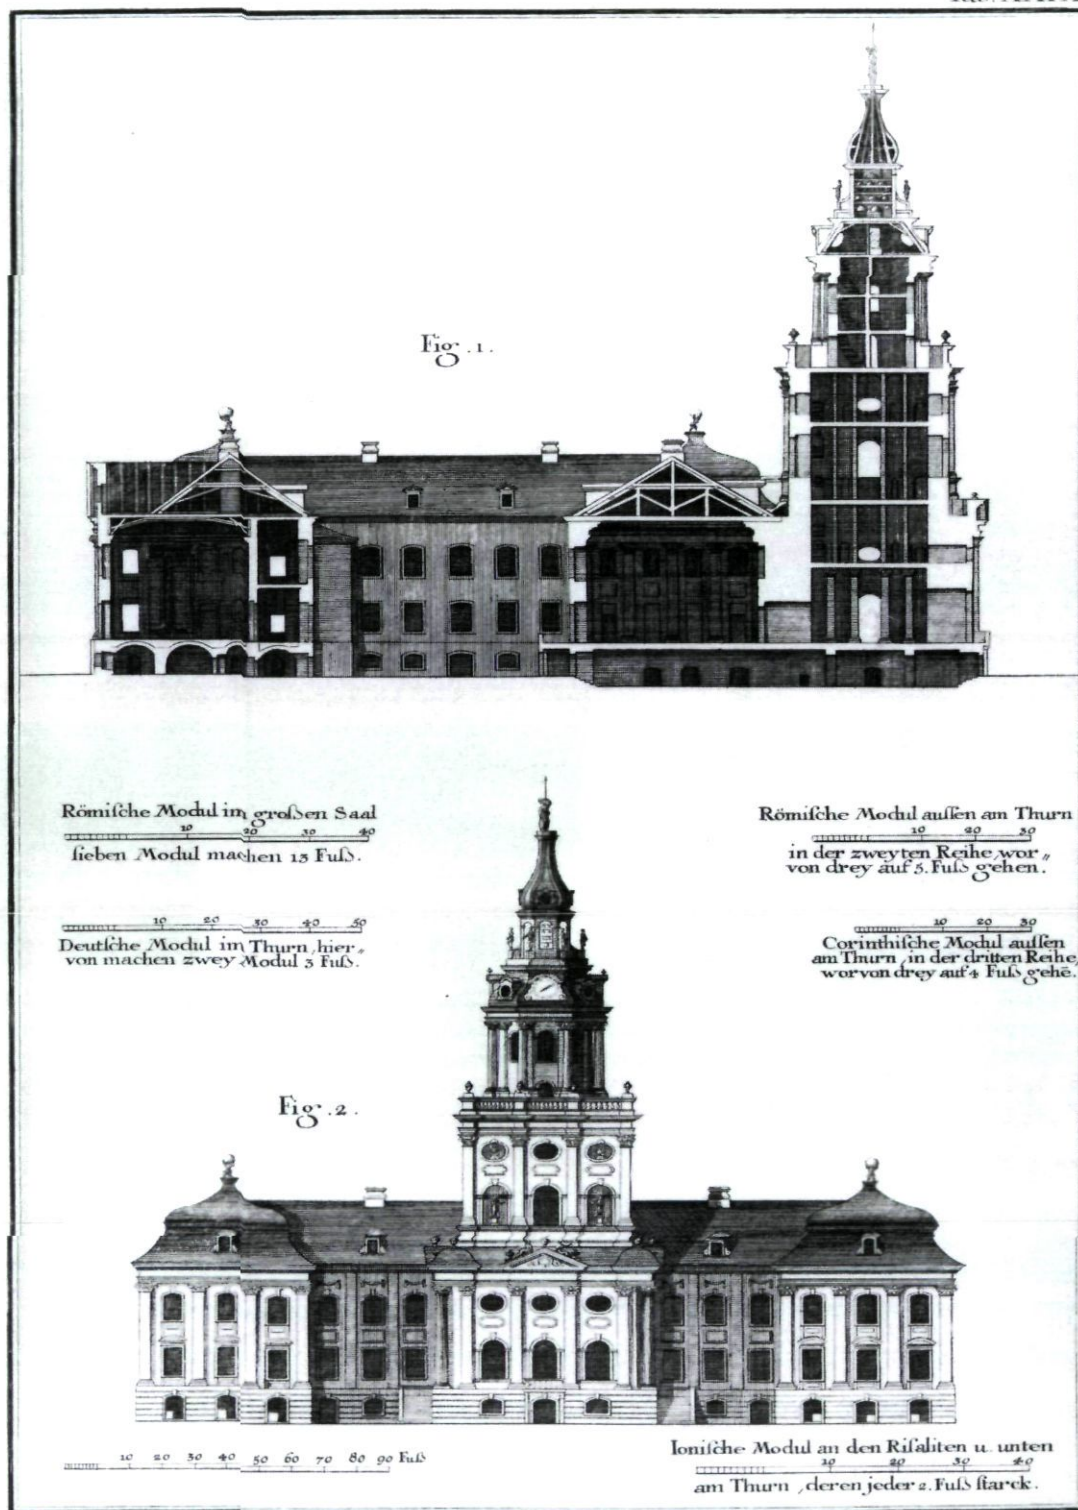 Fig. 1.
Römiſche Modul im großen Saal
10 20 30 40
ſieben Modul machen 13 Fuß.
Römiſche Modul auſſen am Thurn
10 20 30
in der zweyten Reihe, wor„
von drey auf 5. Fuß gehen.
10 20 30 40 50
Deutſche Modul im Thurn, hier„
von machen zwey Modul 3 Fuß.
10 20 30
Corinthiſche Modul auſſen
am Thurn, in der dritten Reihe,
worvon drey auf 4 Fuß gehē.
Fig. 2.
10 20 30 40 50 60 70 80 90 Fuß
Ioniſche Modul an den Riſaliten u. unten
10 20 30 40
am Thurn, deren jeder 2. Fuß ſtarck.